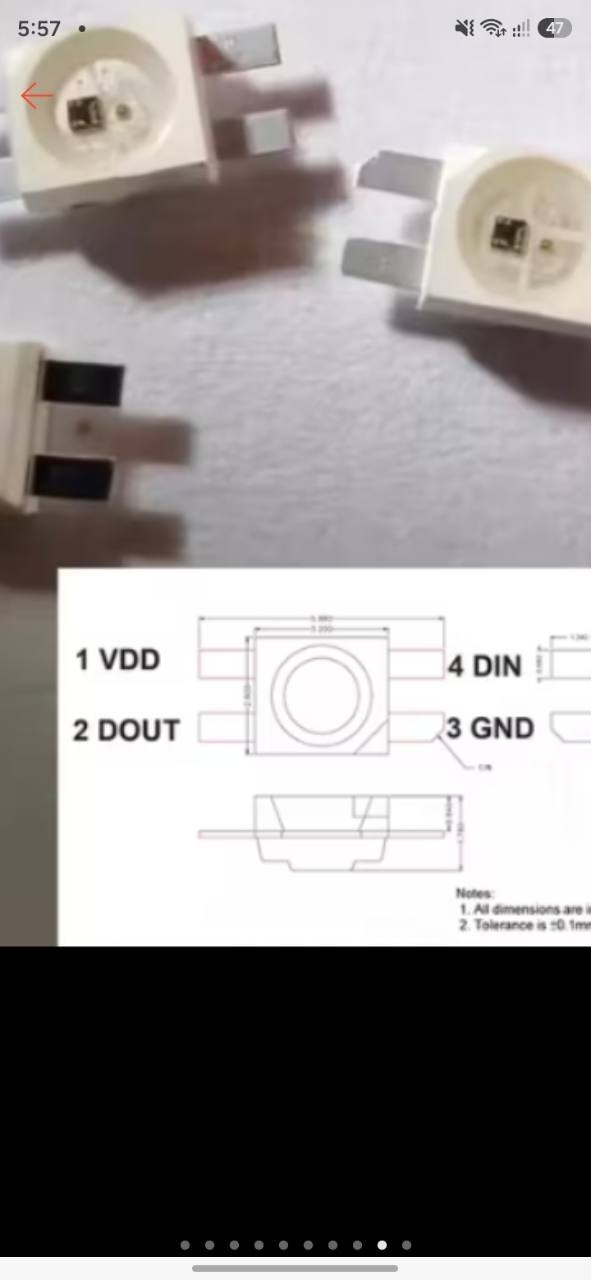 5:57
47
1 VDD
4 DIN
2 DOUT
3 GND
Notes:
1. All dimensions are i
2. Tolerance is ±0.1mm